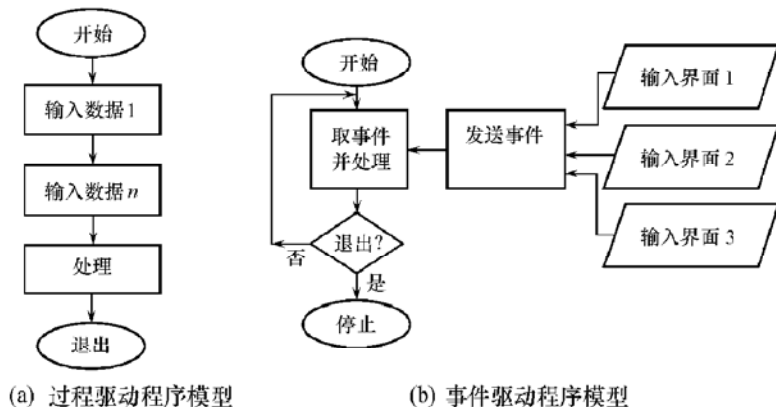 开始
输入数据 1
输入数据 n
处理
退出
(a) 过程驱动程序模型
开始
取事件
并处理
退出?
否
是
停止
发送事件
输入界面 1
输入界面 2
输入界面 3
(b) 事件驱动程序模型